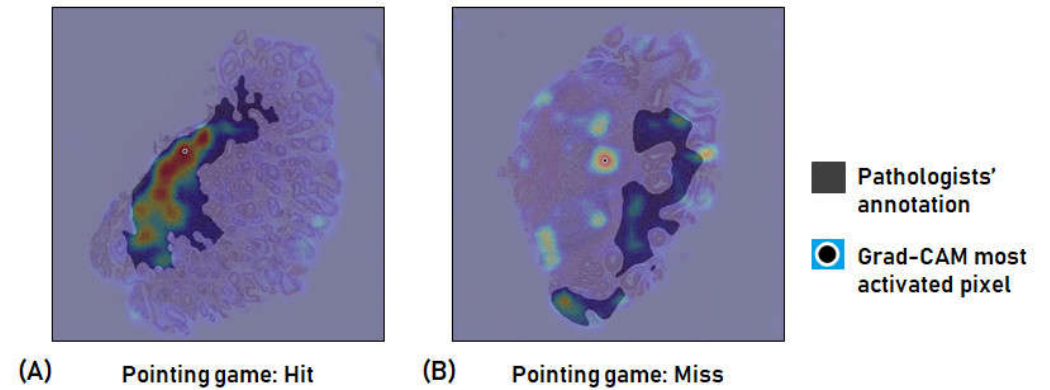 Pathologists'
annotation
Grad-CAM most
activated pixel
(A) Pointing game: Hit
(B) Pointing game: Miss